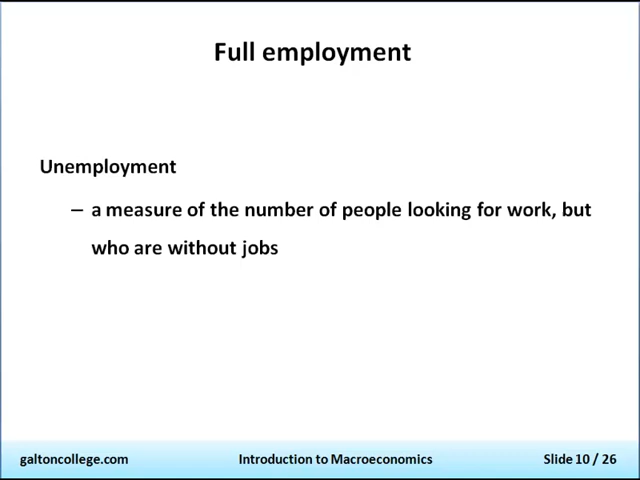 Full employment
Unemployment
– a measure of the number of people looking for work, but
who are without jobs
galtoncollege.com
Introduction to Macroeconomics
Slide 10 / 26